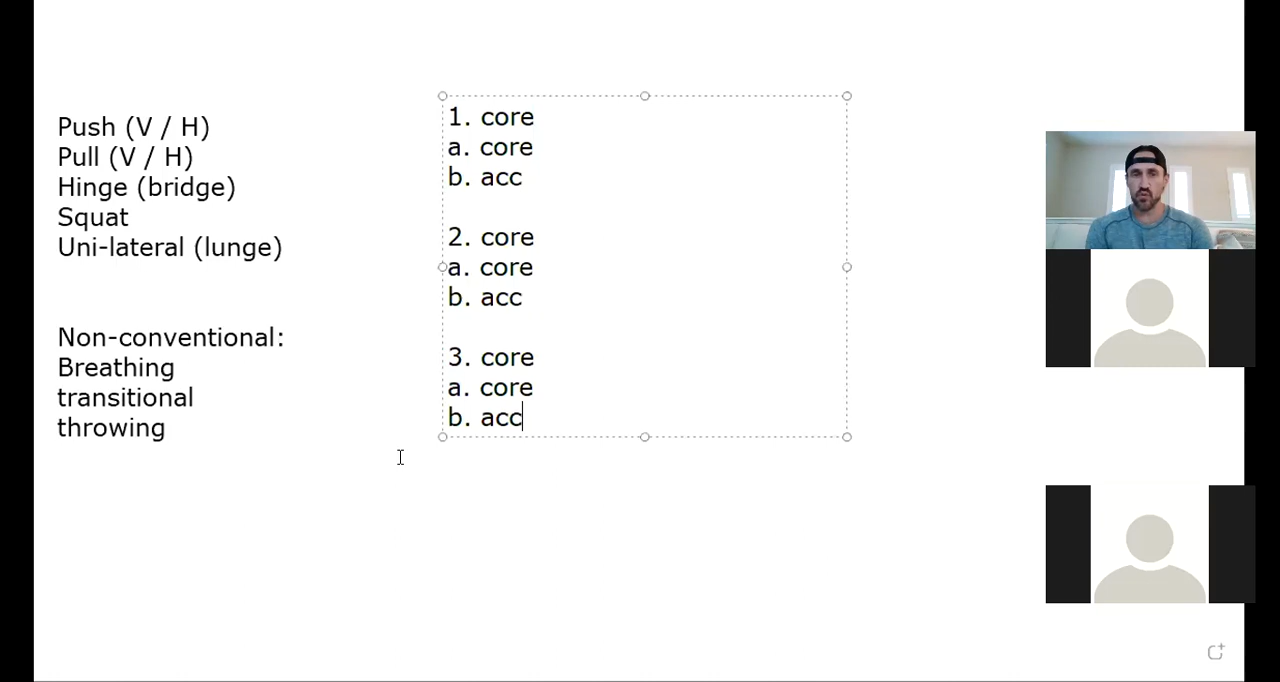 Push (V / H)
Pull (V / H)
Hinge (bridge)
Squat
Uni-lateral (lunge)
Non-conventional:
Breathing
transitional
throwing
1. core
a. core
b. acc
2. core
a. core
b. acc
3. core
a. core
b. acc